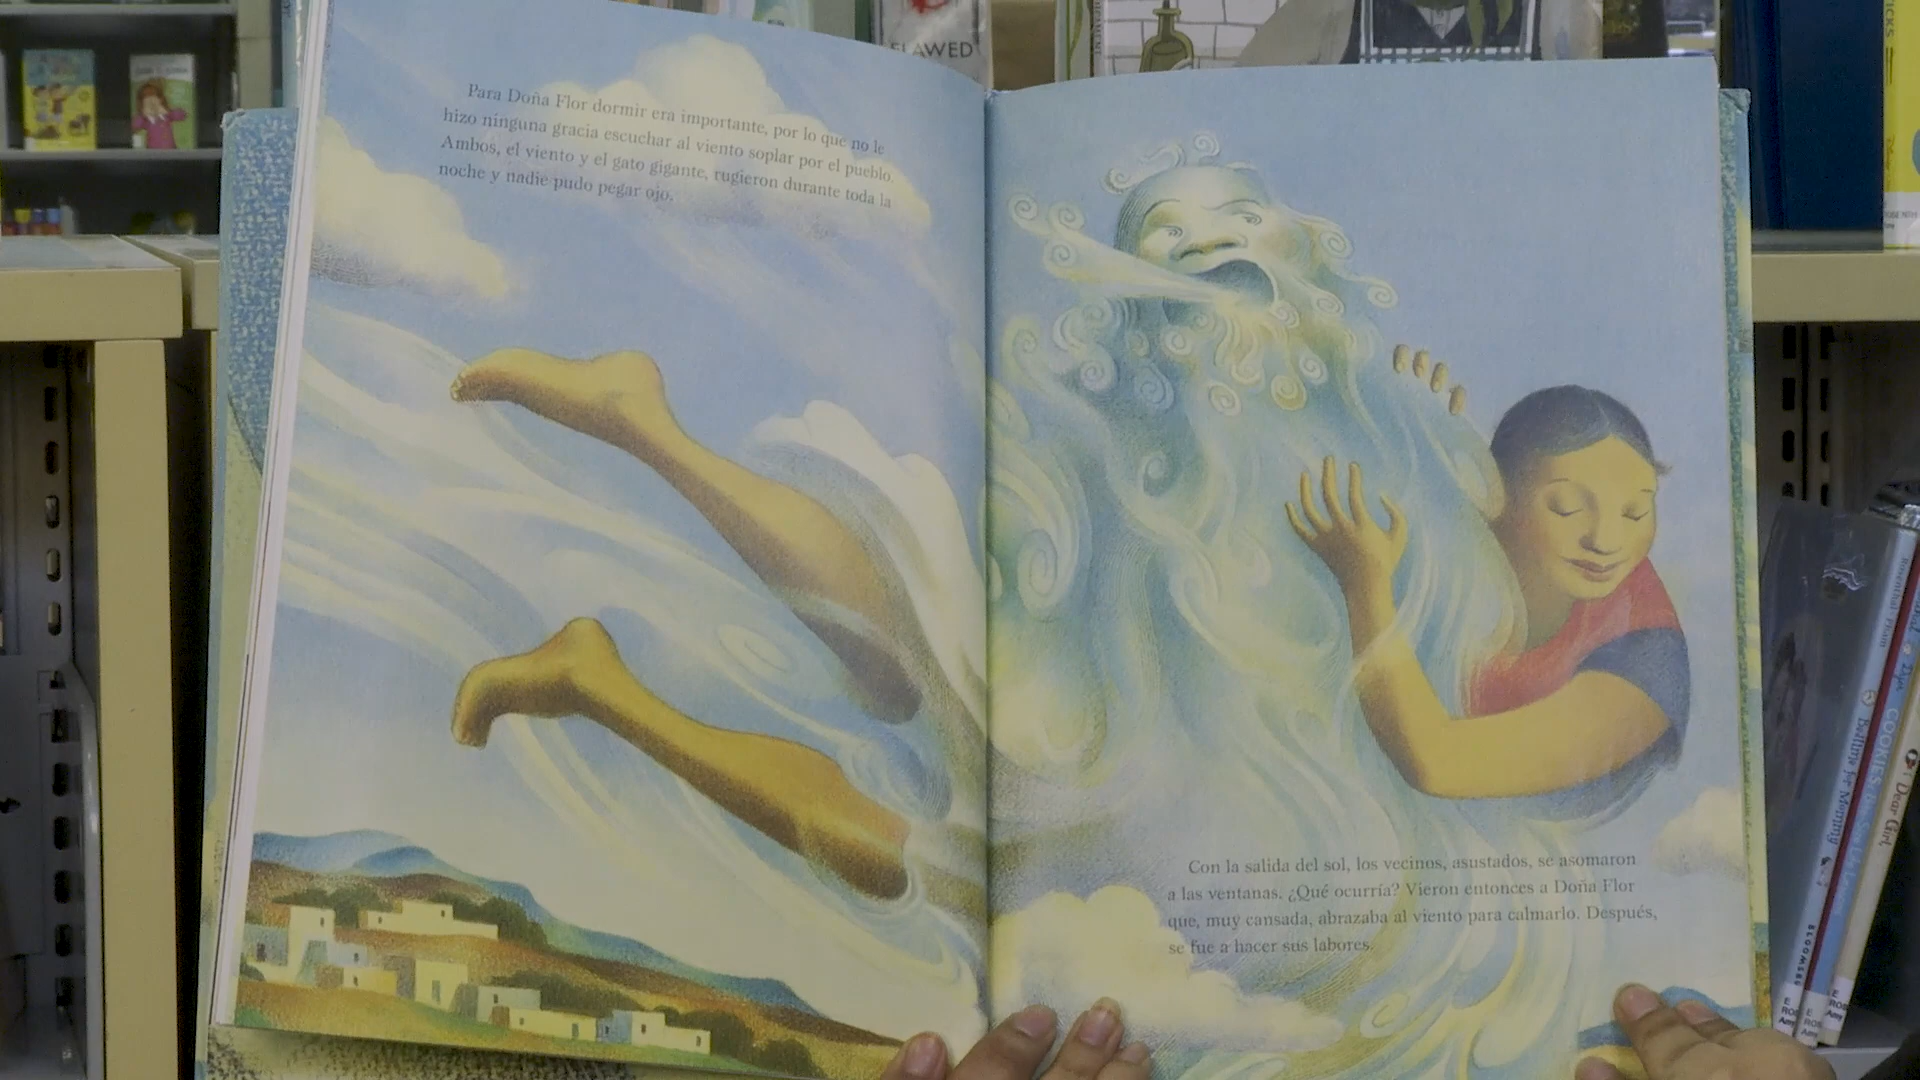 Para Doña Flor dormir era importante, por lo que no le
hizo ninguna gracia escuchar al viento soplar por el pueblo.
Ambos, el viento y el gato gigante, rugieron durante toda la
noche y nadie pudo pegar ojo.
Con la salida del sol, los vecinos, asustados, se asomaron
a las ventanas. ¿Qué ocurría? Vieron entonces a Doña Flor
que, muy cansada, abrazaba al viento para calmarlo. Después,
se fue a hacer sus labores.
FLAWED
Rosenthal
Dear Girl,
COOKIES
BLOOMSBURY
E
E
E